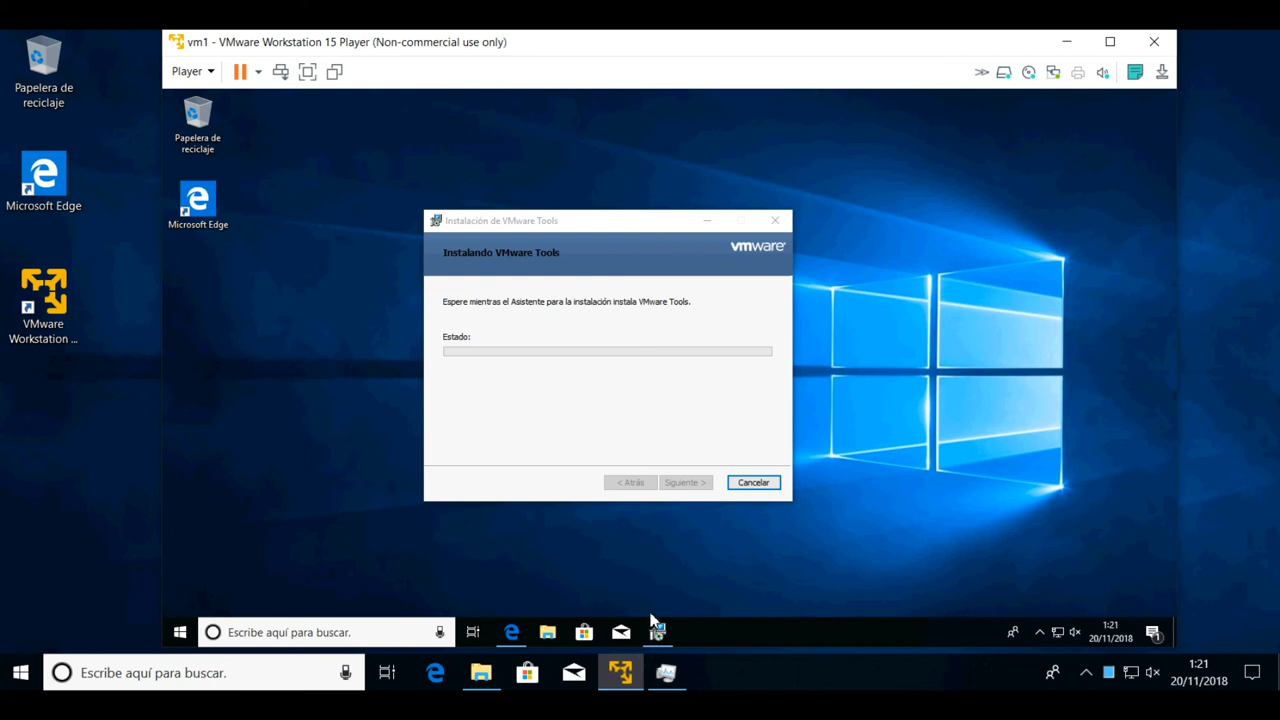 Papelera de
reciclaje
Microsoft Edge
VMware
Workstation ...
vm1 - VMware Workstation 15 Player (Non-commercial use only)
Player
Papelera de
reciclaje
Microsoft Edge
Instalación de VMware Tools
Instalando VMware Tools
vmware
Espere mientras el Asistente para la instalación instala VMware Tools.
Estado:
< Atrás
Siguiente >
Cancelar
Escribe aquí para buscar.
1:21
20/11/2018
1
Escribe aquí para buscar.
1:21
20/11/2018